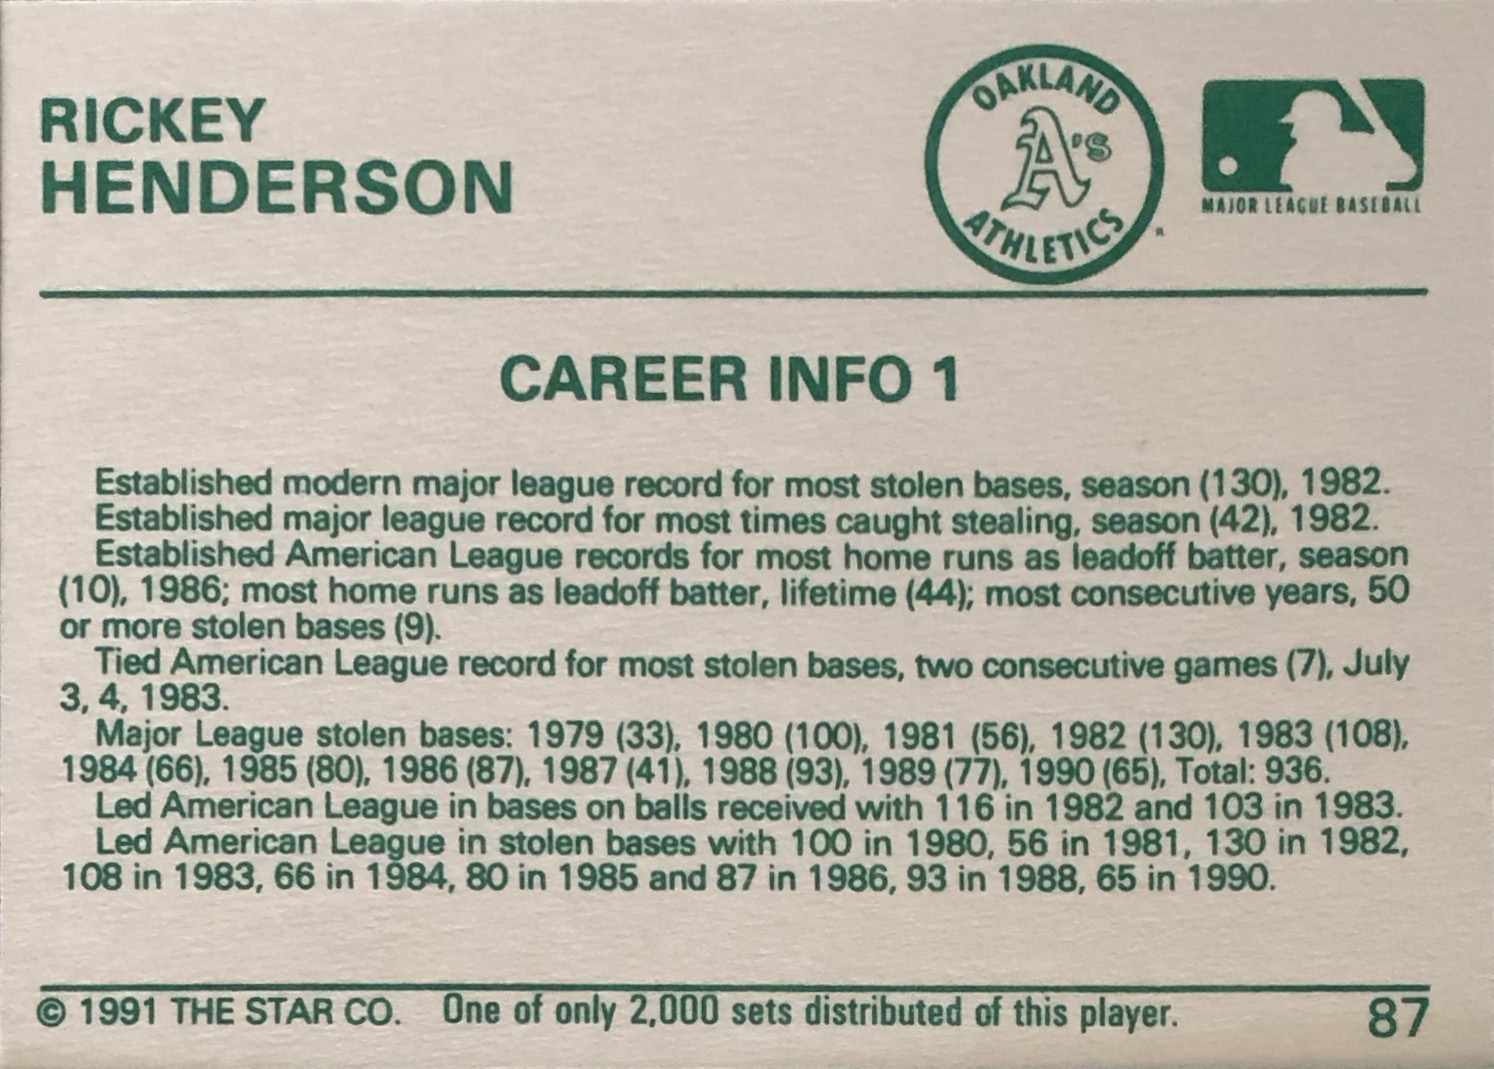 RICKEY
HENDERSON
OAKLAND
A's
ATHLETICS
®
MAJOR LEAGUE BASEBALL
CAREER INFO 1
Established modern major league record for most stolen bases, season (130), 1982.
Established major league record for most times caught stealing, season (42), 1982.
Established American League records for most home runs as leadoff batter, season
(10), 1986; most home runs as leadoff batter, lifetime (44); most consecutive years, 50
or more stolen bases (9).
Tied American League record for most stolen bases, two consecutive games (7), July
3, 4, 1983.
Major League stolen bases: 1979 (33), 1980 (100), 1981 (56), 1982 (130), 1983 (108),
1984 (66), 1985 (80), 1986 (87), 1987 (41), 1988 (93), 1989 (77), 1990 (65), Total: 936.
Led American League in bases on balls received with 116 in 1982 and 103 in 1983.
Led American League in stolen bases with 100 in 1980, 56 in 1981, 130 in 1982,
108 in 1983, 66 in 1984, 80 in 1985 and 87 in 1986, 93 in 1988, 65 in 1990.
© 1991 THE STAR CO. One of only 2,000 sets distributed of this player.
87